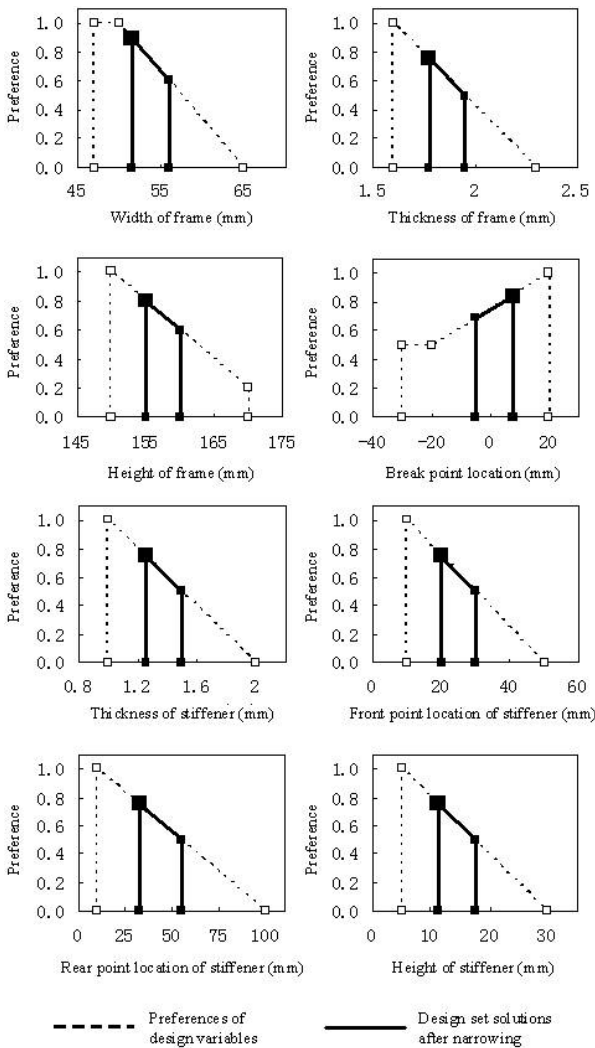 Preference
1.0
0.8
0.6
0.4
0.2
0.0
45 55 65
Width of frame (mm)
Preference
1.0
0.8
0.6
0.4
0.2
0.0
1.5 2 2.5
Thickness of frame (mm)
Preference
1.0
0.8
0.6
0.4
0.2
0.0
145 155 165 175
Height of frame (mm)
Preference
1.0
0.8
0.6
0.4
0.2
0.0
-40 -20 0 20
Break point location (mm)
Preference
1.0
0.8
0.6
0.4
0.2
0.0
0.8 1.2 1.6 2
Thickness of stiffener (mm)
Preference
1.0
0.8
0.6
0.4
0.2
0.0
0 20 40 60
Front point location of stiffener (mm)
Preference
1.0
0.8
0.6
0.4
0.2
0.0
0 25 50 75 100
Rear point location of stiffener (mm)
Preference
1.0
0.8
0.6
0.4
0.2
0.0
0 10 20 30
Height of stiffener (mm)
Preferences of
design variables
Design set solutions
after narrowing